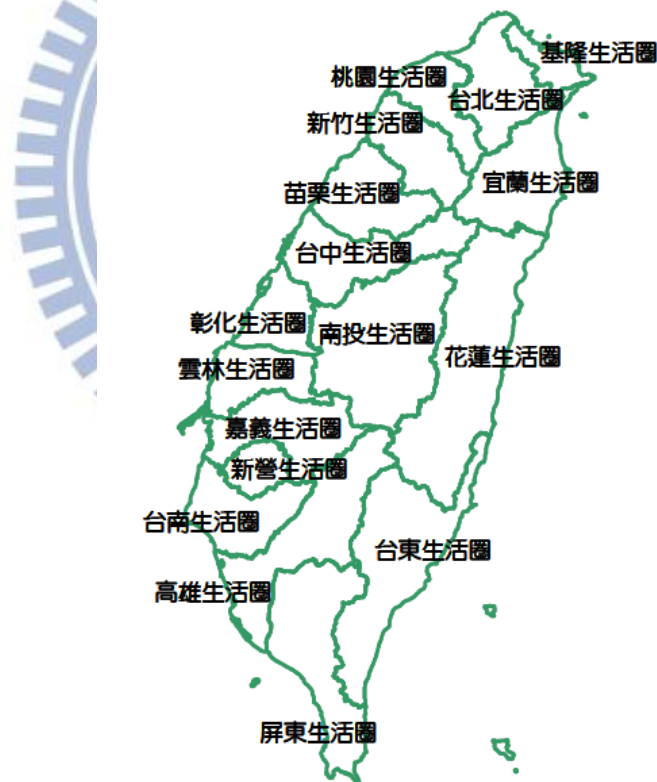 基隆生活圈
桃園生活圈
台北生活圈
新竹生活圈
宜蘭生活圈
苗栗生活圈
台中生活圈
彰化生活圈
南投生活圈
花蓮生活圈
雲林生活圈
嘉義生活圈
新營生活圈
台南生活圈
台東生活圈
高雄生活圈
屏東生活圈